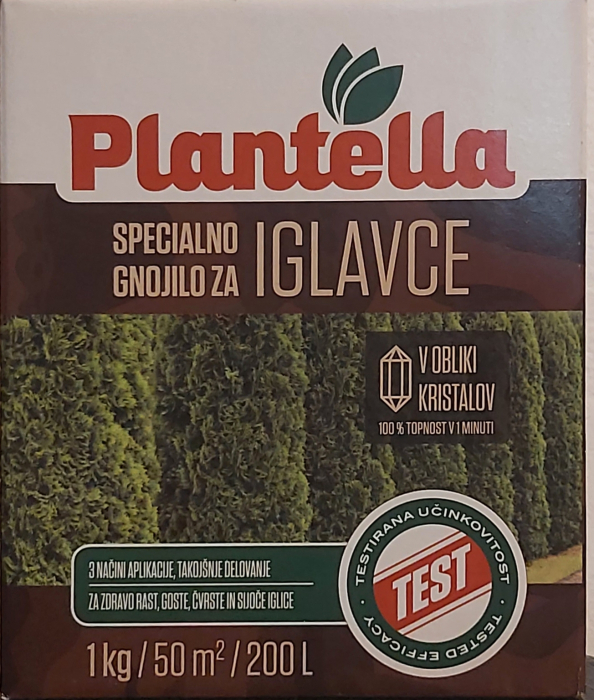 Plantella
SPECIALNO
GNOJILO ZA
IGLAVCE
V OBLIKI
KRISTALOV
100 % TOPNOST V 1 MINUTI
3 NAČINI APLIKACIJE, TAKOJŠNJE DELOVANJE
ZA ZDRAVO RAST, GOSTE, ČVRSTE IN SIJOČE IGLICE
TESTIRANA UČINKOVITOST
TEST
TESTED EFFICACY
1 kg / 50 m² / 200 L